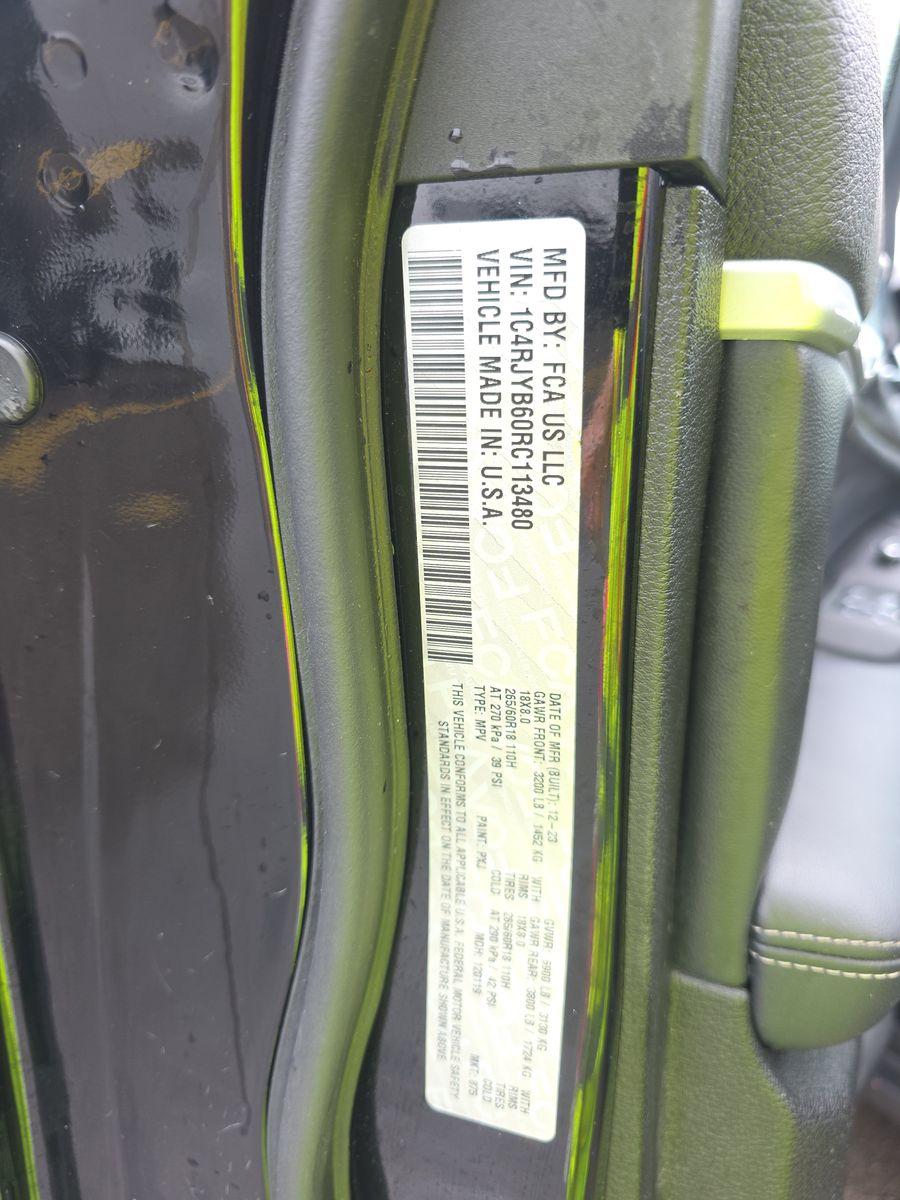 MFD BY: FCA US LLC
VIN: 1C4RJYB60RC113480
VEHICLE MADE IN: U.S.A.
DATE OF MFR (BUILT): 12-23 GVWR: 6900 LB / 3130 KG
GAWR FRONT: 3200 LB / 1452 KG WITH GAWR REAR: 3800 LB / 1724 KG WITH
18X8.0 RIMS 18X8.0 RIMS
265/60R18 110H TIRES 265/60R18 110H TIRES
AT 270 kPa / 39 PSI COLD AT 290 kPa / 42 PSI COLD
TYPE: MPV PAINT: PXJ MDH: 120119 MKT: 875
THIS VEHICLE CONFORMS TO ALL APPLICABLE U.S.A. FEDERAL MOTOR VEHICLE SAFETY
STANDARDS IN EFFECT ON THE DATE OF MANUFACTURE SHOWN ABOVE.